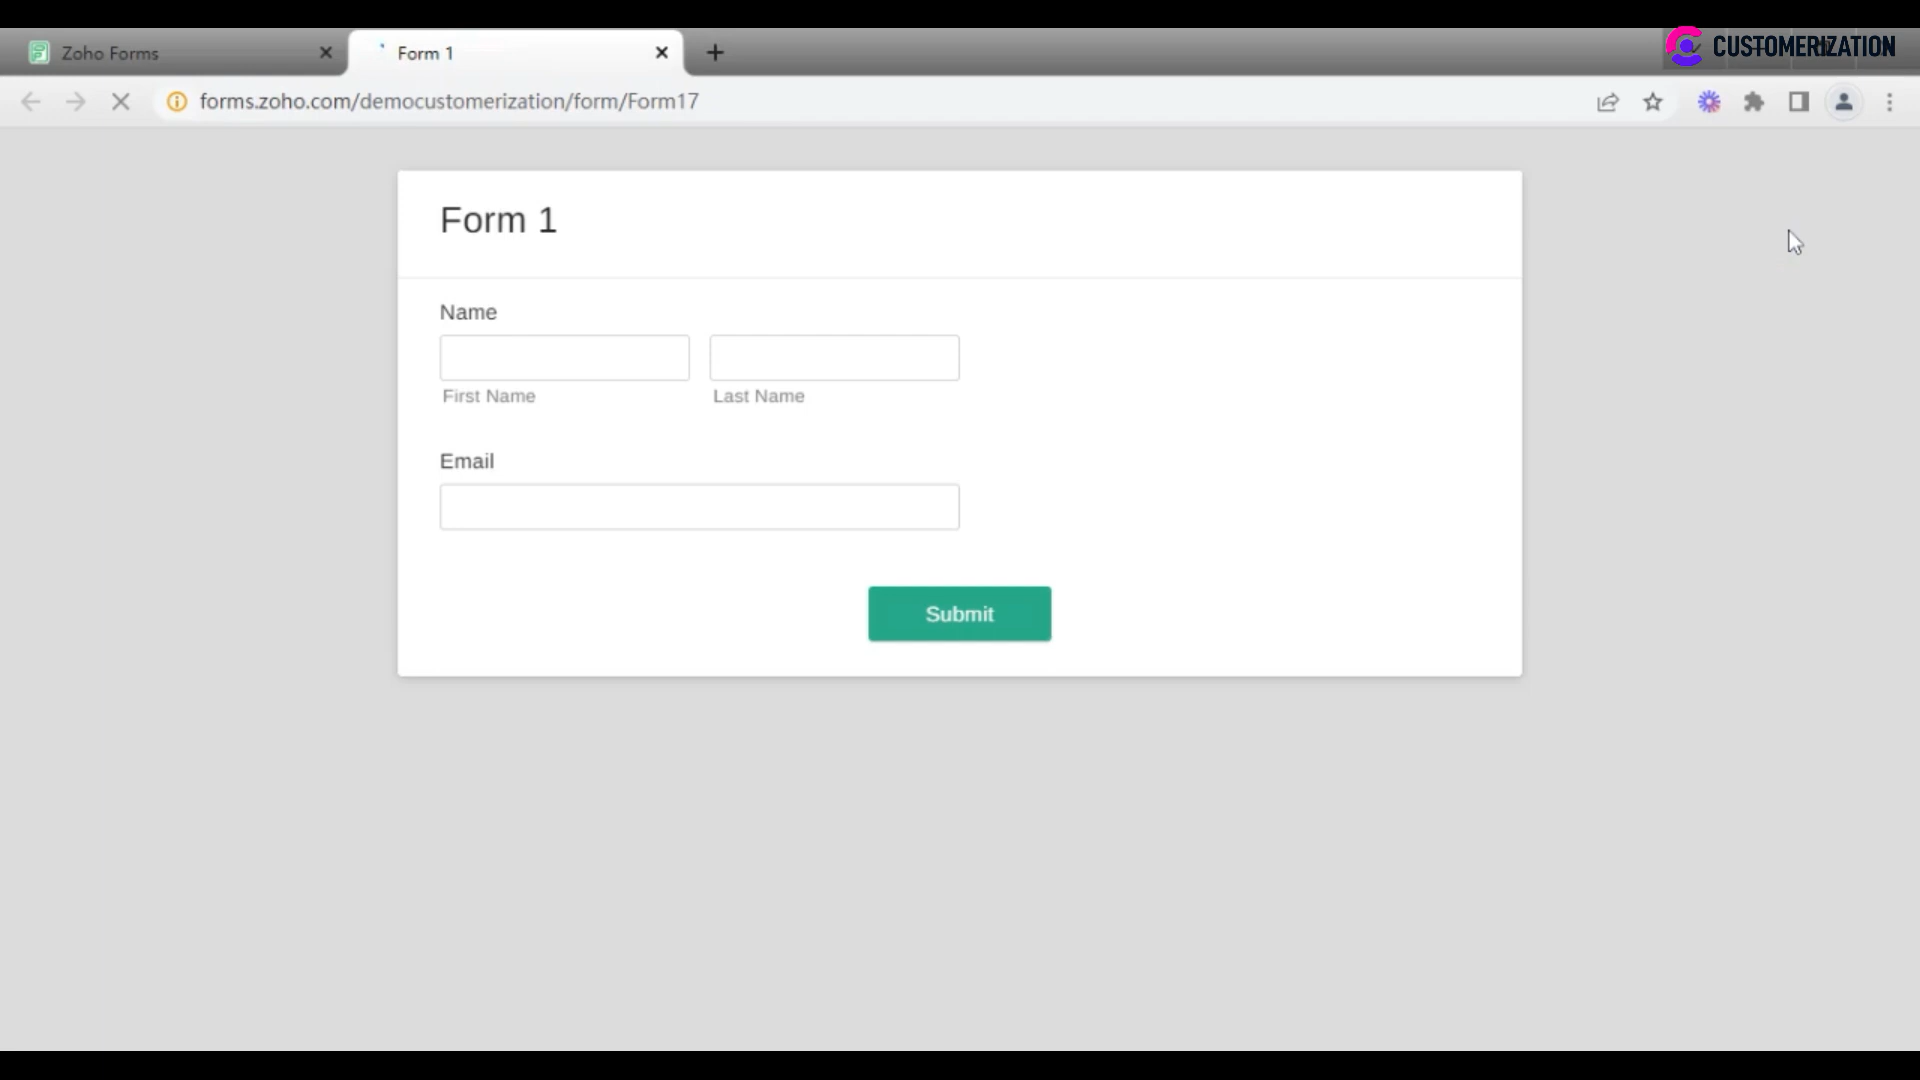 Zoho Forms
Form 1
CUSTOMERIZATION
forms.zoho.com/democustomerization/form/Form17
Form 1
Name
First Name
Last Name
Email
Submit